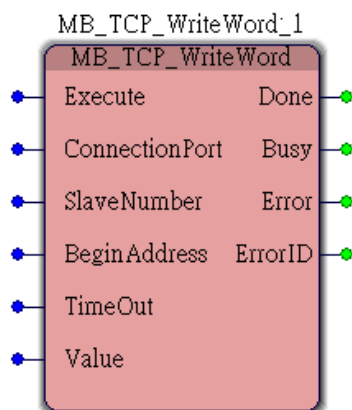 MB_TCP_WriteWord_1
MB_TCP_WriteWord
Execute Done
ConnectionPort Busy
SlaveNumber Error
BeginAddress ErrorID
TimeOut
Value